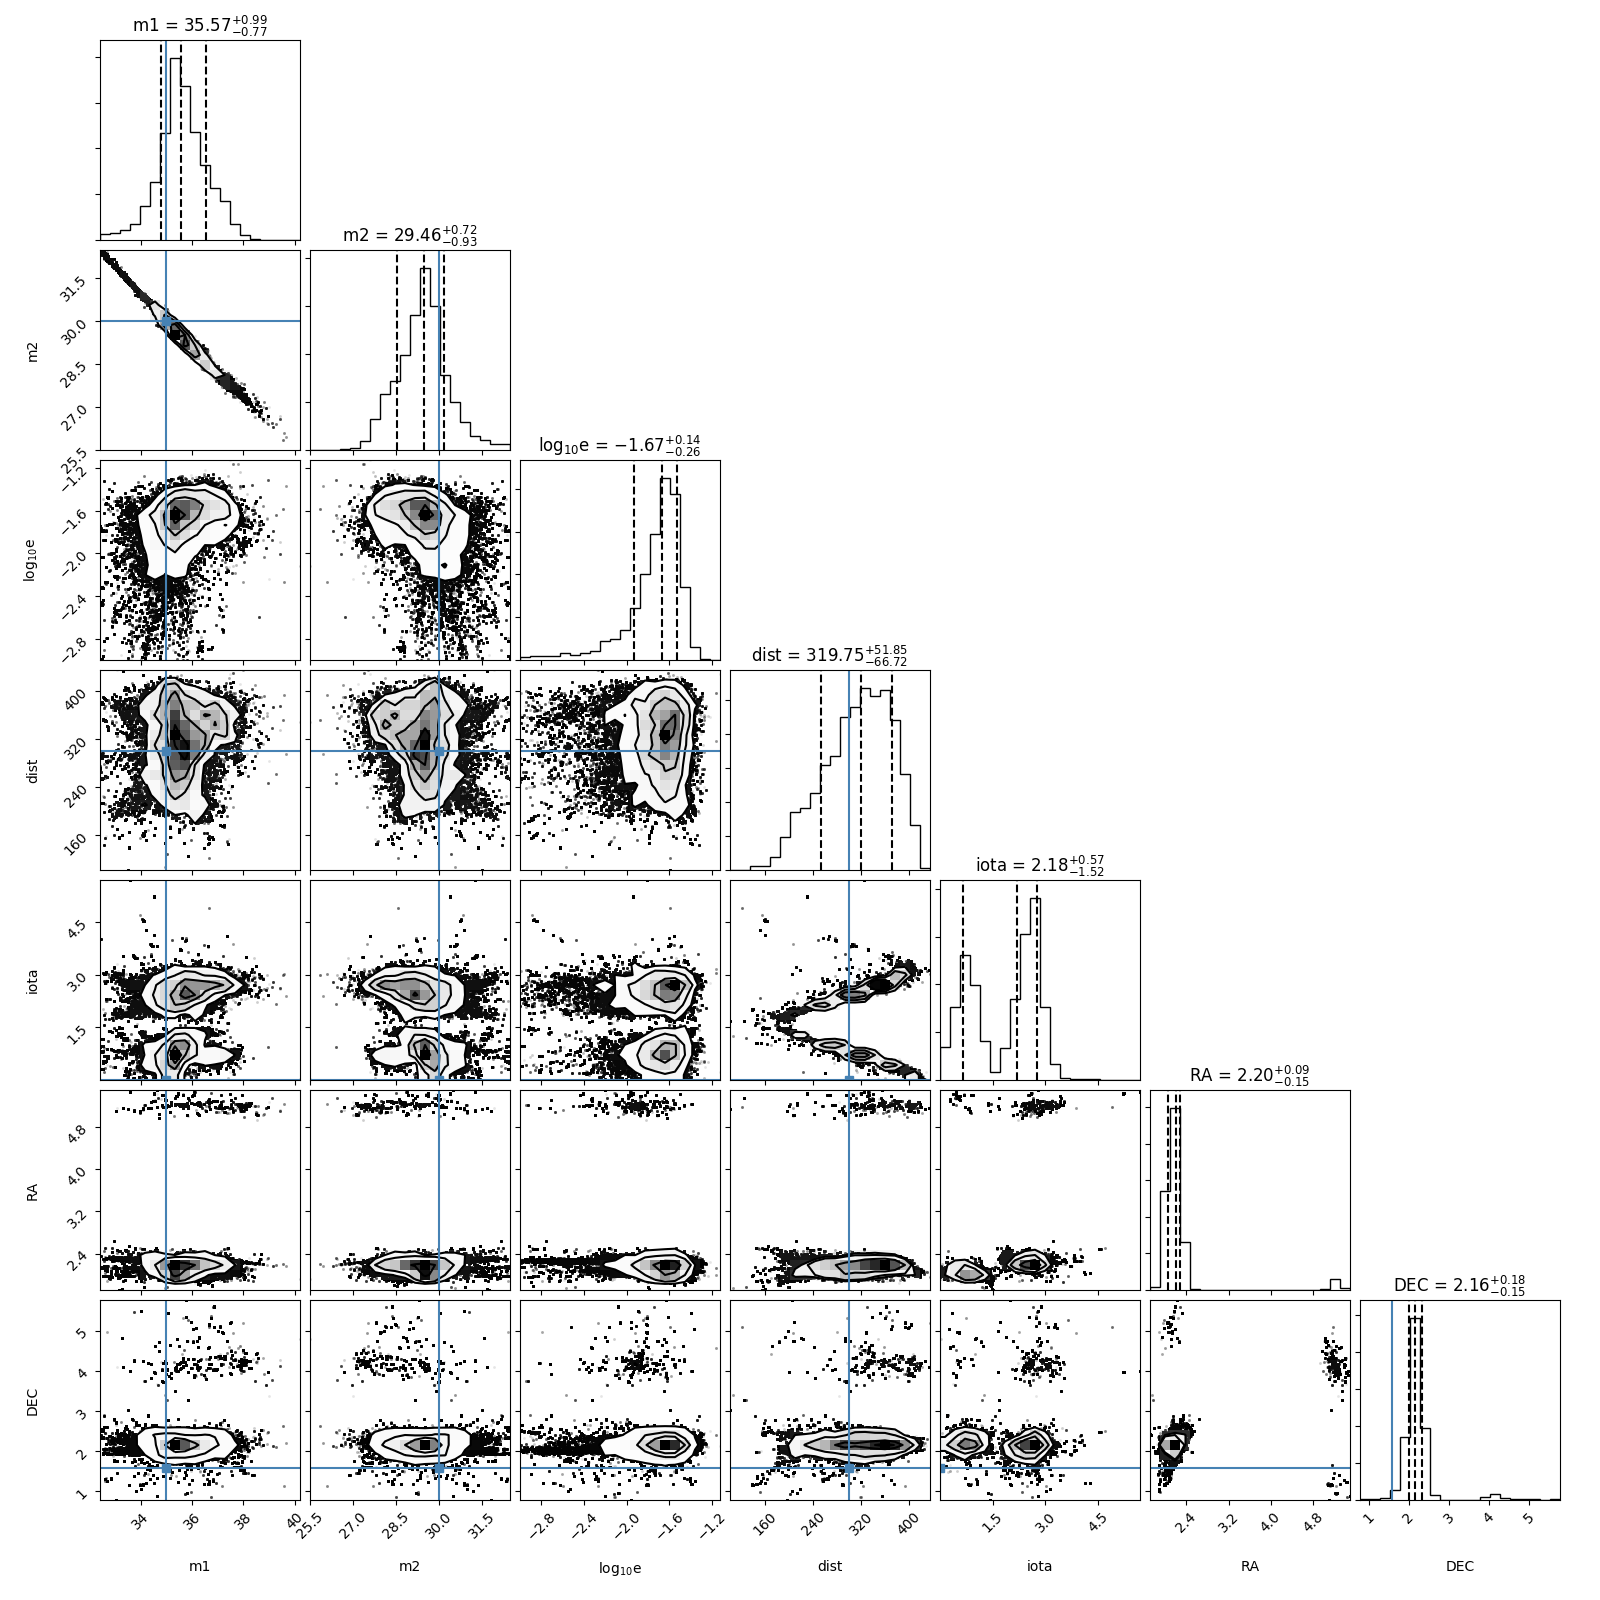 m1 = 35.57+0.99 −0.77
m2 = 29.46+0.72 −0.93
log10e = −1.67+0.14 −0.26
dist = 319.75+51.85 −66.72
iota = 2.18+0.57 −1.52
RA = 2.20+0.09 −0.15
DEC = 2.16+0.18 −0.15
m2
31.5
30.0
28.5
27.0
25.5
log10e
−1.2
−1.6
−2.0
−2.4
−2.8
dist
400
320
240
160
iota
4.5
3.0
1.5
RA
4.8
4.0
3.2
2.4
DEC
5
4
3
2
1
34 36 38 40
25.5 27.0 28.5 30.0 31.5
−2.8 −2.4 −2.0 −1.6 −1.2
160 240 320 400
1.5 3.0 4.5
2.4 3.2 4.0 4.8
1 2 3 4 5
m1 m2 log10e dist iota RA DEC